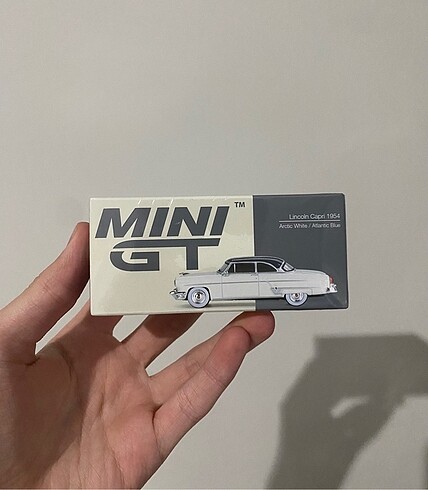 MINI
GT
TM
Lincoln Capri 1954
Arctic White / Atlantic Blue